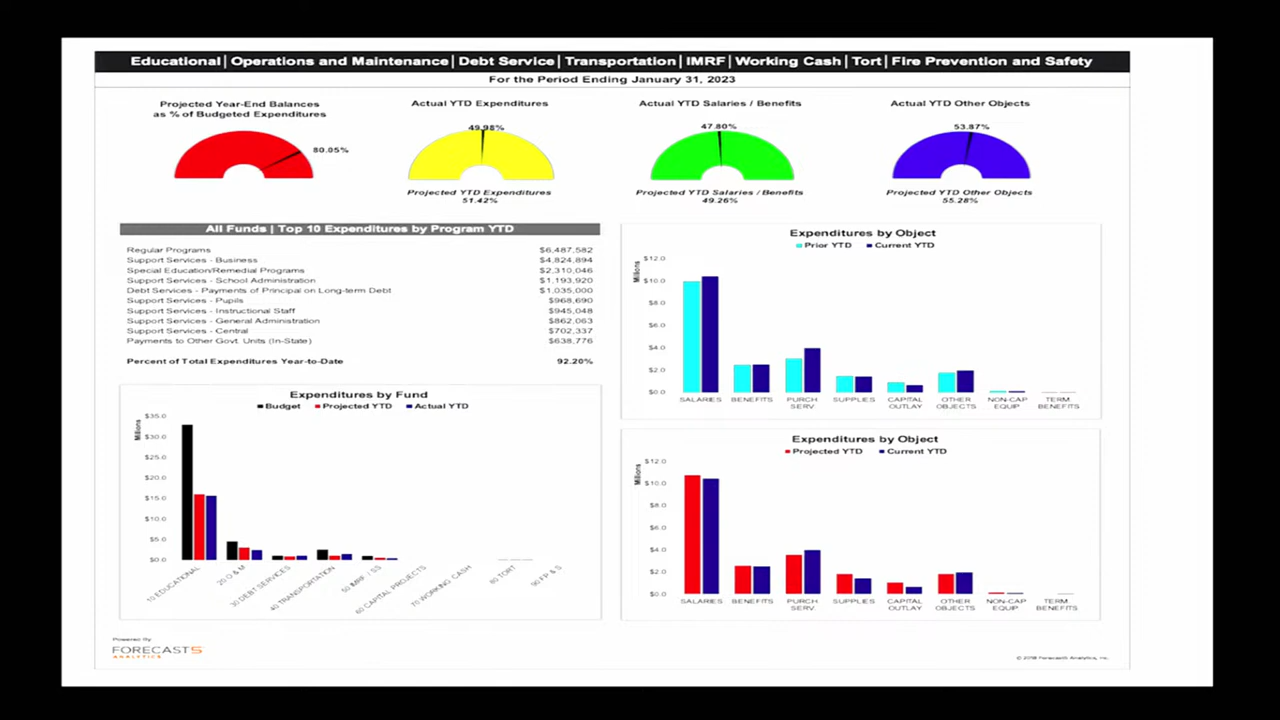 Educational| Operations and Maintenance| Debt Service| Transportation| IMRF| Working Cash| Tort| Fire Prevention and Safety
For the Period Ending January 31, 2023
Projected Year-End Balances
as % of Budgeted Expenditures
80.05%
Actual YTD Expenditures
49.98%
Projected YTD Expenditures
51.42%
Actual YTD Salaries / Benefits
47.80%
Projected YTD Salaries / Benefits
49.26%
Actual YTD Other Objects
53.87%
Projected YTD Other Objects
55.28%
All Funds | Top 10 Expenditures by Program YTD
Regular Programs $6,487,582
Support Services - Business $4,824,894
Special Education/Remedial Programs $2,310,046
Support Services - School Administration $1,193,920
Debt Services - Payments of Principal on Long-term Debt $1,035,000
Support Services - Pupils $968,690
Support Services - Instructional Staff $945,048
Support Services - General Administration $862,063
Support Services - Central $702,337
Payments to Other Govt. Units (In-State) $638,776
Percent of Total Expenditures Year-to-Date 92.20%
Expenditures by Fund
Budget Projected YTD Actual YTD
Millions
$35.0
$30.0
$25.0
$20.0
$15.0
$10.0
$5.0
$0.0
10 EDUCATIONAL
20 O & M
30 DEBT SERVICES
40 TRANSPORTATION
50 IMRF / SS
60 CAPITAL PROJECTS
70 WORKING CASH
80 TORT
90 FP & S
Expenditures by Object
Prior YTD Current YTD
Millions
$12.0
$10.0
$8.0
$6.0
$4.0
$2.0
$0.0
SALARIES BENEFITS PURCH SUPPLIES CAPITAL OTHER NON-CAP TERM
SERV. OUTLAY OBJECTS EQUIP BENEFITS
Expenditures by Object
Projected YTD Current YTD
Millions
$12.0
$10.0
$8.0
$6.0
$4.0
$2.0
$0.0
SALARIES BENEFITS PURCH SUPPLIES CAPITAL OTHER NON-CAP TERM
SERV. OUTLAY OBJECTS EQUIP BENEFITS
Powered By
FORECAST5
ANALYTICS
© 2018 Forecast5 Analytics, Inc.